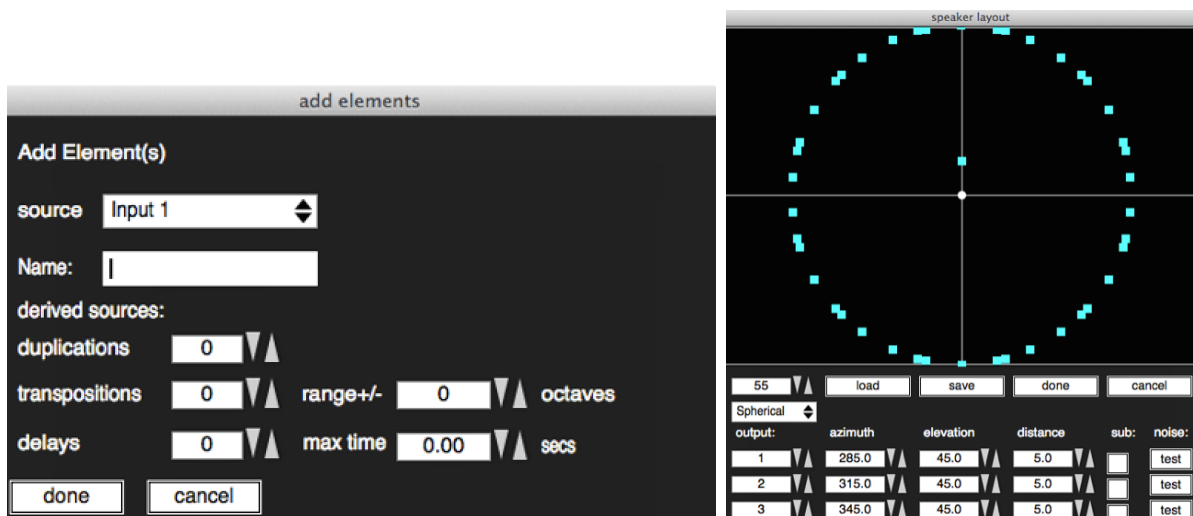 add elements
Add Element(s)
source Input 1
Name:
derived sources:
duplications 0
transpositions 0 range+/- 0 octaves
delays 0 max time 0.00 secs
done cancel
speaker layout
55 load save done cancel
Spherical
output: azimuth elevation distance sub: noise:
1 285.0 45.0 5.0 test
2 315.0 45.0 5.0 test
3 345.0 45.0 5.0 test